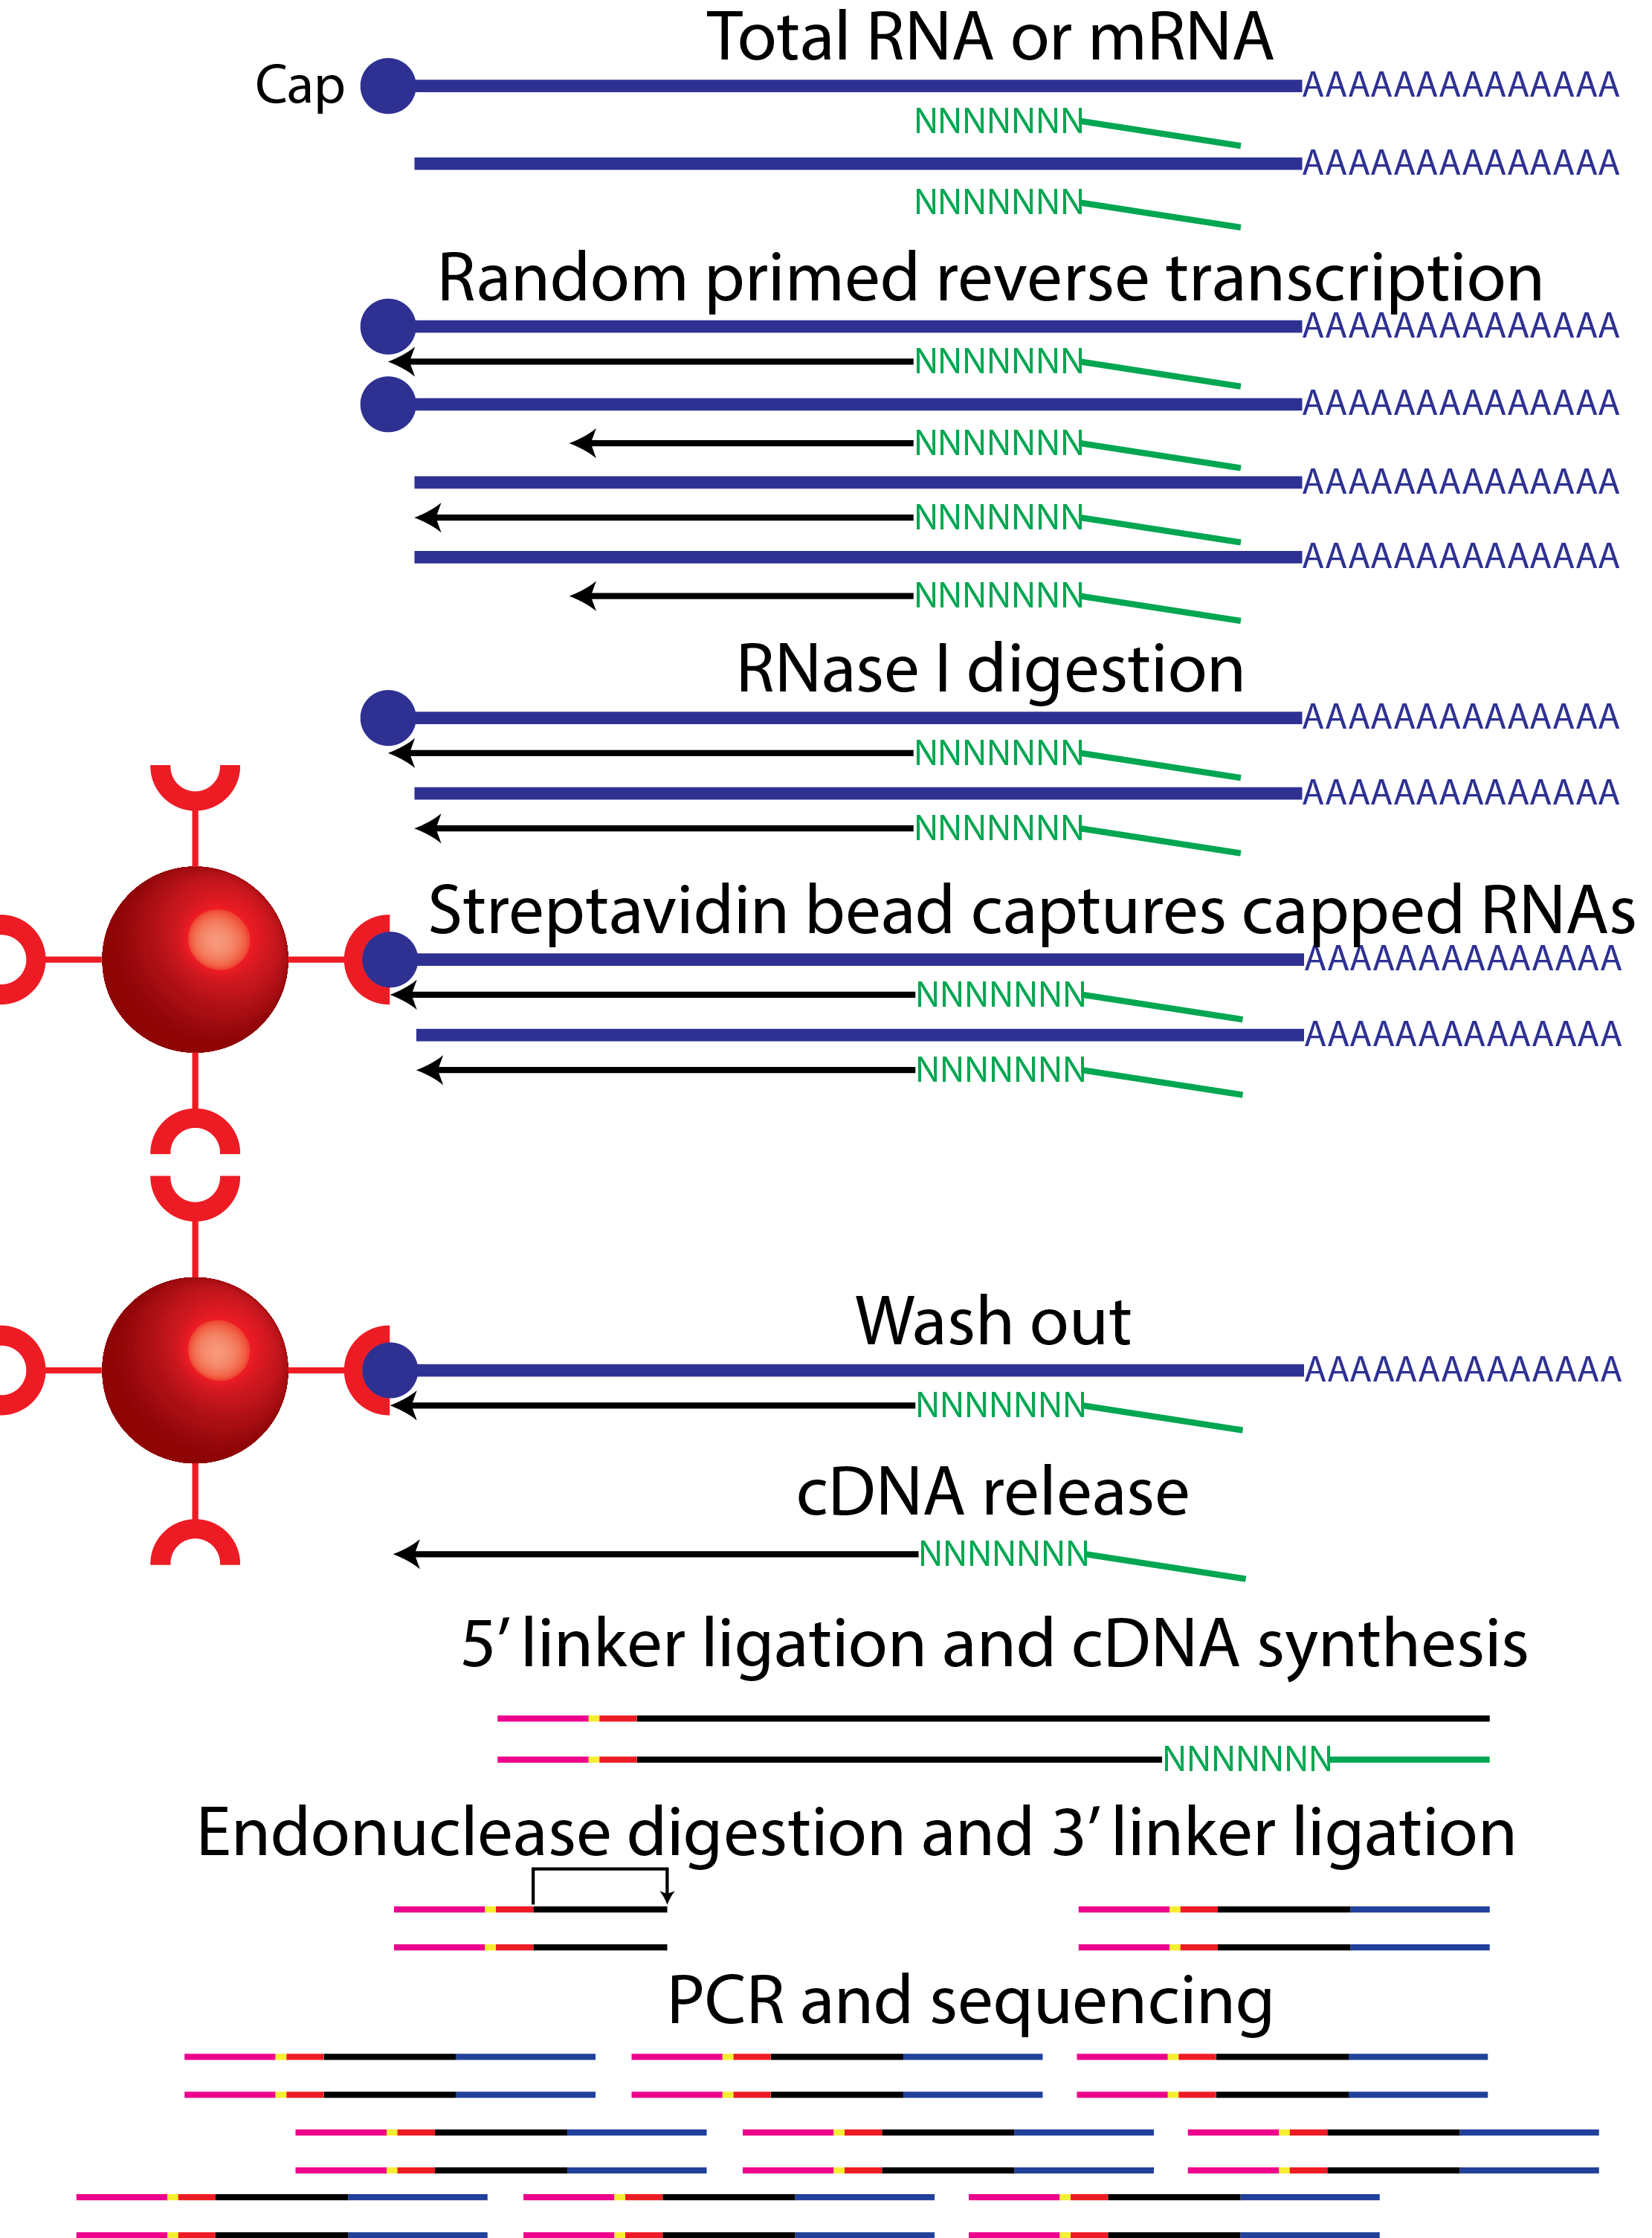 Total RNA or mRNA
Cap AAAAAAAAAAAAAA
NNNNNNN
AAAAAAAAAAAAAA
NNNNNNN
Random primed reverse transcription
AAAAAAAAAAAAAA
NNNNNNN
AAAAAAAAAAAAAA
NNNNNNN
AAAAAAAAAAAAAA
NNNNNNN
AAAAAAAAAAAAAA
NNNNNNN
RNase I digestion
AAAAAAAAAAAAAA
NNNNNNN
AAAAAAAAAAAAAA
NNNNNNN
Streptavidin bead captures capped RNAs
AAAAAAAAAAAAAA
NNNNNNN
AAAAAAAAAAAAAA
NNNNNNN
Wash out
AAAAAAAAAAAAAA
NNNNNNN
cDNA release
NNNNNNN
5’ linker ligation and cDNA synthesis
NNNNNNN
Endonuclease digestion and 3’ linker ligation
PCR and sequencing